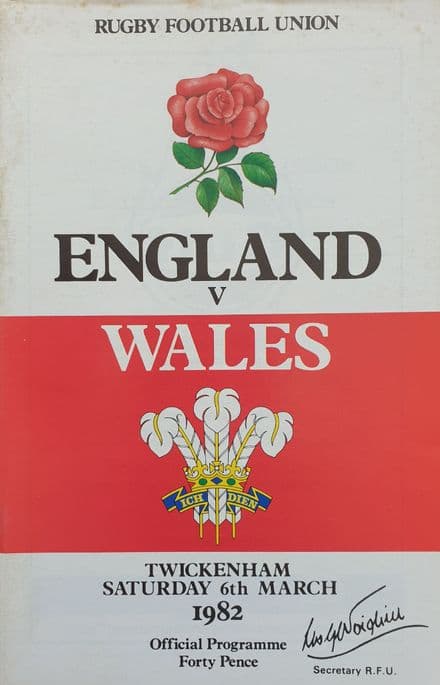 RUGBY FOOTBALL UNION
ENGLAND
V
WALES
ICH DIEN
TWICKENHAM
SATURDAY 6th MARCH
1982
Official Programme
Forty Pence
Secretary R.F.U.